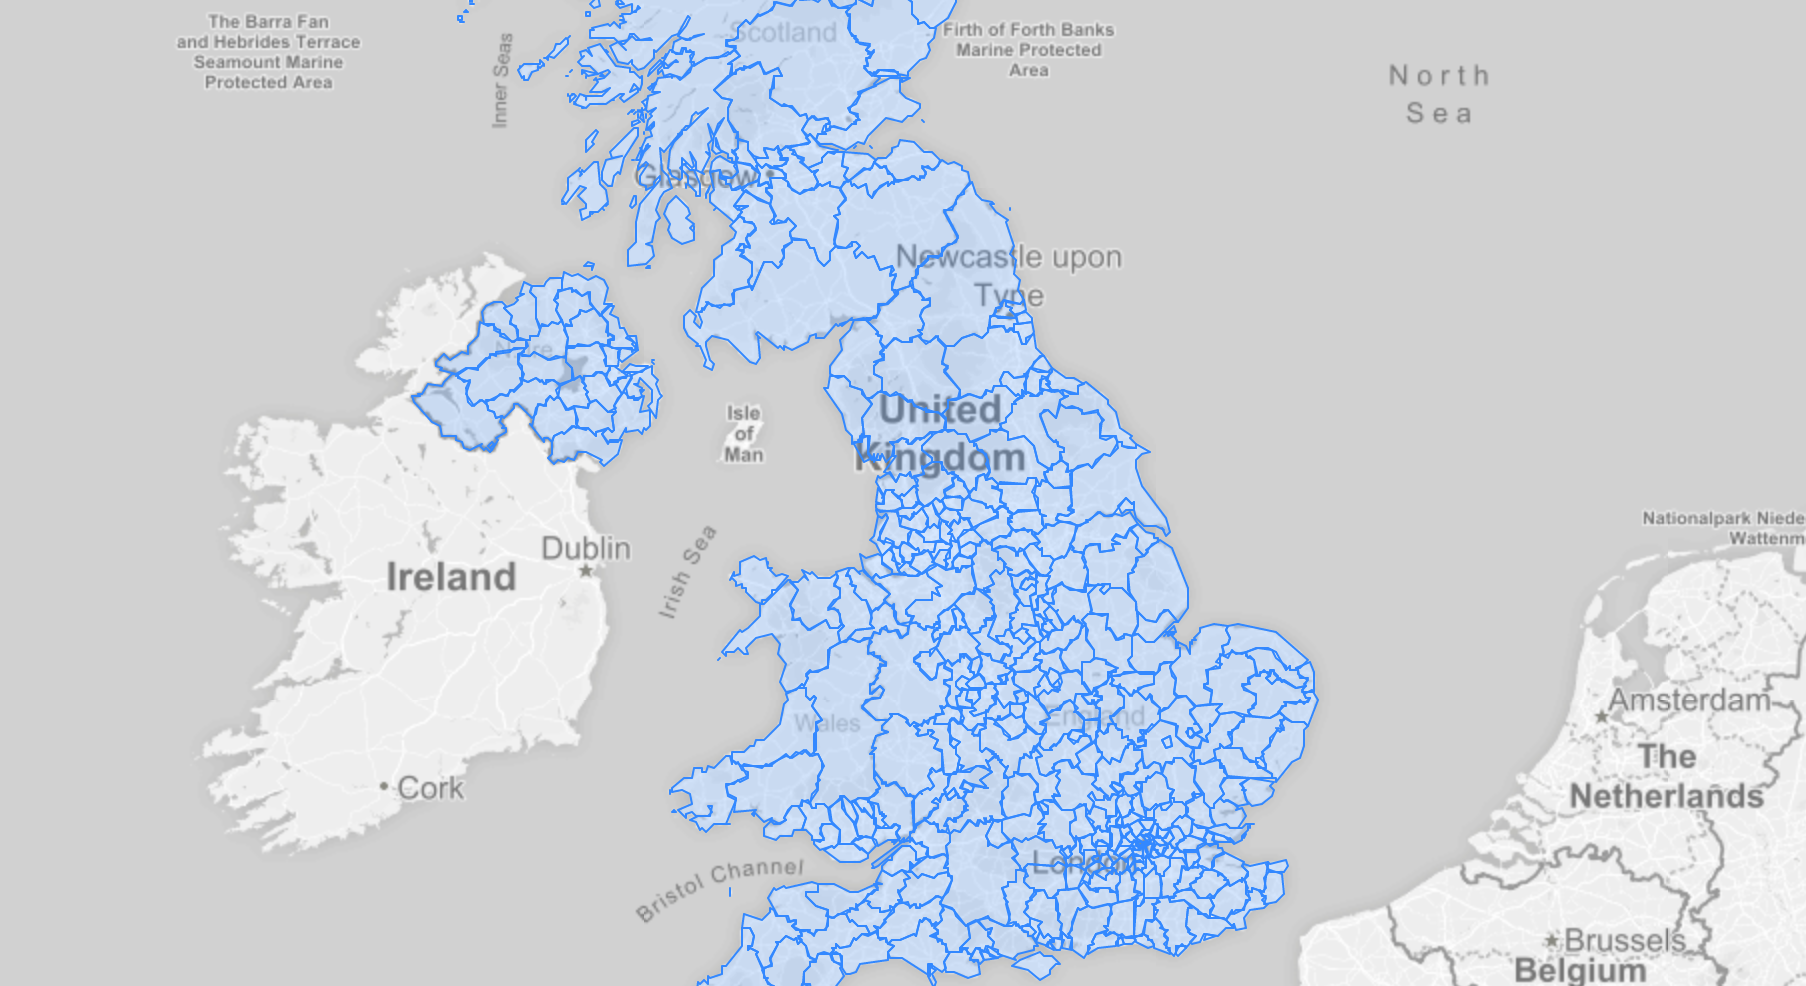 The Barra Fan
and Hebrides Terrace
Seamount Marine
Protected Area
Inner Seas
Scotland
Firth of Forth Banks
Marine Protected
Area
North
Sea
Glasgow
Newcastle upon
Type
Isle
of
Man
United
Kingdom
Nationalpark Niede
Wattenm
Dublin
Ireland
Irish Sea
Wales
England
Amsterdam
The
Netherlands
Cork
London
Bristol Channel
Brussels
Belgium